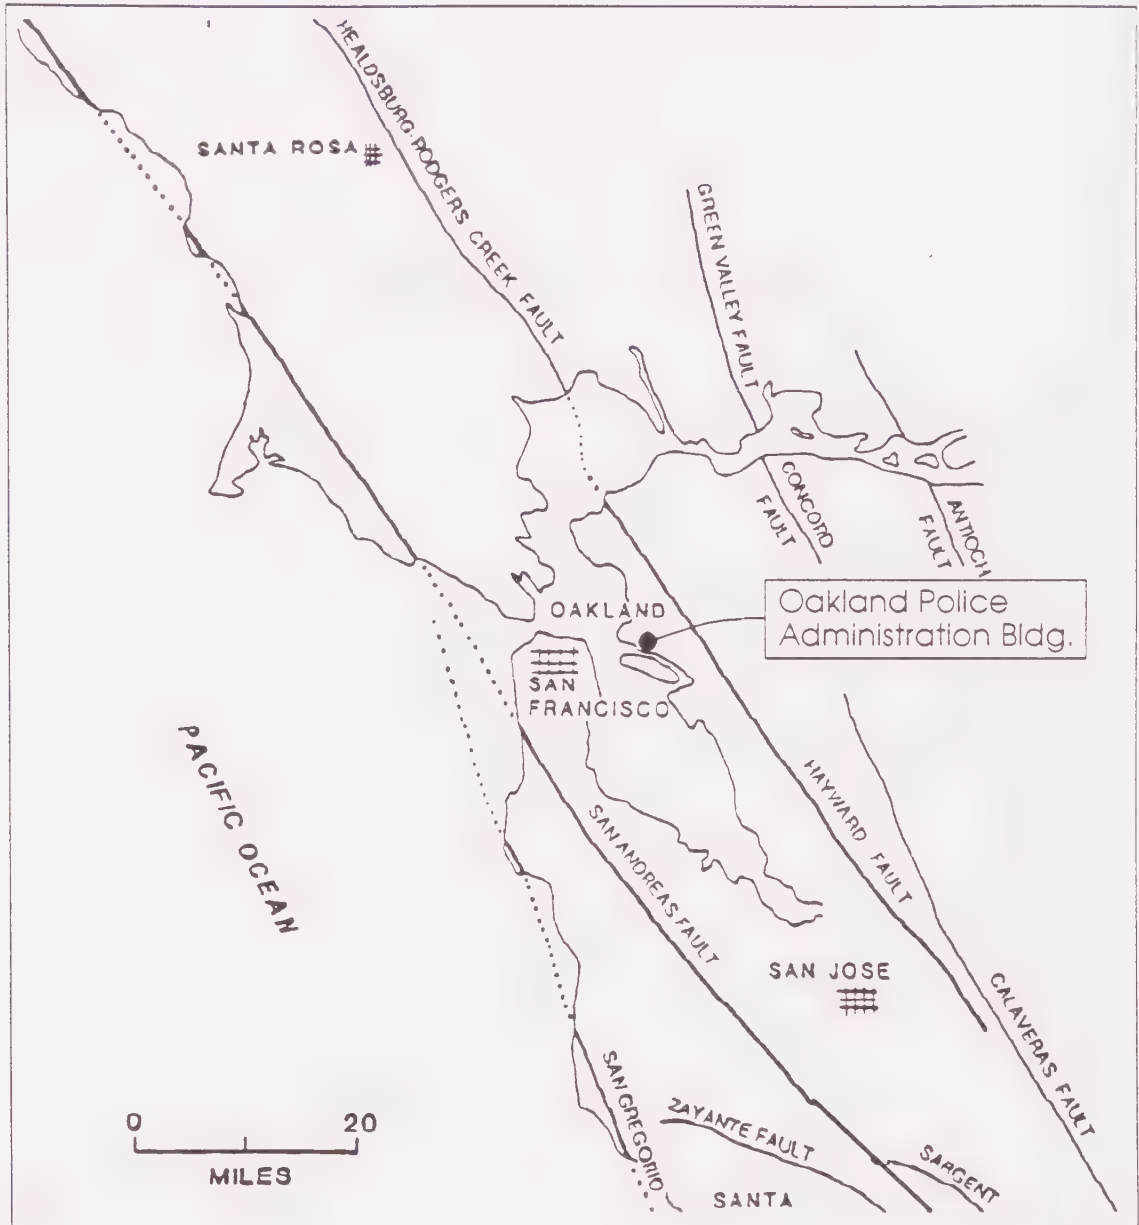 HEALDSBURG-RODGERS CREEK FAULT
SANTA ROSA
GREEN VALLEY FAULT
CONCORD
FAULT
ANTIOCH
FAULT
OAKLAND
Oakland Police
Administration Bldg.
SAN
FRANCISCO
PACIFIC OCEAN
HAYWARD FAULT
SAN ANDREAS FAULT
SAN JOSE
CALAVERAS FAULT
SAN GREGORIO
ZAYANTE FAULT
SARGENT
SANTA
0 20
MILES